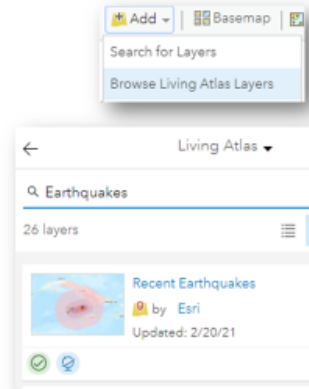 Add
Basemap
Search for Layers
Browse Living Atlas Layers
Living Atlas
Earthquakes
26 layers
Recent Earthquakes
by Esri
Updated: 2/20/21